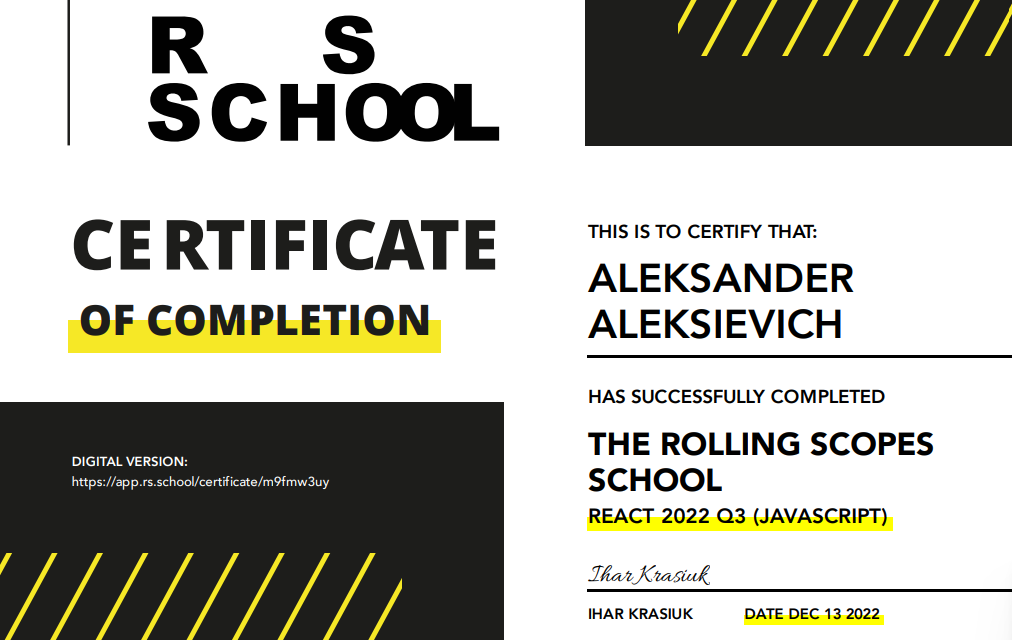 R S
SCHOOL
CERTIFICATE
OF COMPLETION
DIGITAL VERSION:
https://app.rs.school/certificate/m9fmw3uy
THIS IS TO CERTIFY THAT:
ALEKSANDER
ALEKSIEVICH
HAS SUCCESSFULLY COMPLETED
THE ROLLING SCOPES
SCHOOL
REACT 2022 Q3 (JAVASCRIPT)
Ihar Krasiuk
IHAR KRASIUK
DATE DEC 13 2022